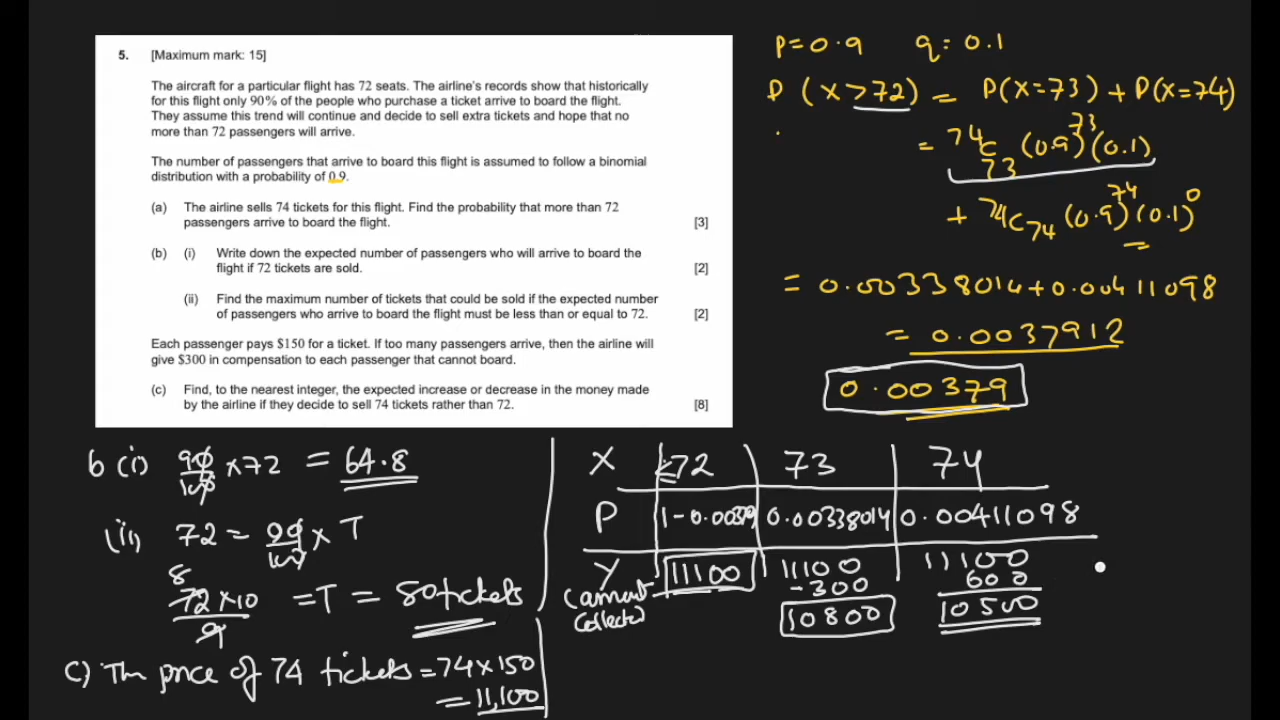 5. [Maximum mark: 15]
The aircraft for a particular flight has 72 seats. The airline's records show that historically
for this flight only 90% of the people who purchase a ticket arrive to board the flight.
They assume this trend will continue and decide to sell extra tickets and hope that no
more than 72 passengers will arrive.
The number of passengers that arrive to board this flight is assumed to follow a binomial
distribution with a probability of 0.9.
(a) The airline sells 74 tickets for this flight. Find the probability that more than 72
passengers arrive to board the flight. [3]
(b) (i) Write down the expected number of passengers who will arrive to board the
flight if 72 tickets are sold. [2]
(ii) Find the maximum number of tickets that could be sold if the expected number
of passengers who arrive to board the flight must be less than or equal to 72. [2]
Each passenger pays $150 for a ticket. If too many passengers arrive, then the airline will
give $300 in compensation to each passenger that cannot board.
(c) Find, to the nearest integer, the expected increase or decrease in the money made
by the airline if they decide to sell 74 tickets rather than 72. [8]
P=0.9 q=0.1
P (X>72) = P(X=73) + P(X=74)
= 74C73 (0.9)^73 (0.1)
+ 74C74 (0.9)^74 (0.1)^0
= 0.00338014+0.00411098
= 0.0037912
0.00379
b (i) 90/100 ×72 = 64.8
(ii) 72 = 90/100 × T
8
72×10/9 = T = 80 tickets
C) The price of 74 tickets = 74×150
= 11,100
X ≤72 73 74
P 1-0.0039 0.00338014 0.00411098
Y 11100 11100 11100
(amount -300 600
collected 10800 10500